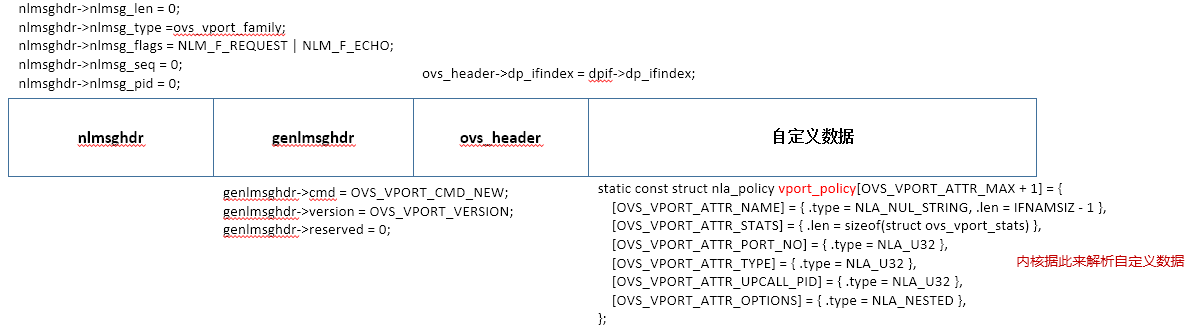 nlmsghdr->nlmsg_len = 0;
nlmsghdr->nlmsg_type =ovs_vport_family;
nlmsghdr->nlmsg_flags = NLM_F_REQUEST | NLM_F_ECHO;
nlmsghdr->nlmsg_seq = 0;
nlmsghdr->nlmsg_pid = 0;
ovs_header->dp_ifindex = dpif->dp_ifindex;
nlmsghdr
genlmsghdr
ovs_header
自定义数据
genlmsghdr->cmd = OVS_VPORT_CMD_NEW;
genlmsghdr->version = OVS_VPORT_VERSION;
genlmsghdr->reserved = 0;
static const struct nla_policy vport_policy[OVS_VPORT_ATTR_MAX + 1] = {
[OVS_VPORT_ATTR_NAME] = { .type = NLA_NUL_STRING, .len = IFNAMSIZ - 1 },
[OVS_VPORT_ATTR_STATS] = { .len = sizeof(struct ovs_vport_stats) },
[OVS_VPORT_ATTR_PORT_NO] = { .type = NLA_U32 },
[OVS_VPORT_ATTR_TYPE] = { .type = NLA_U32 },
[OVS_VPORT_ATTR_UPCALL_PID] = { .type = NLA_U32 },
[OVS_VPORT_ATTR_OPTIONS] = { .type = NLA_NESTED },
};
内核据此来解析自定义数据